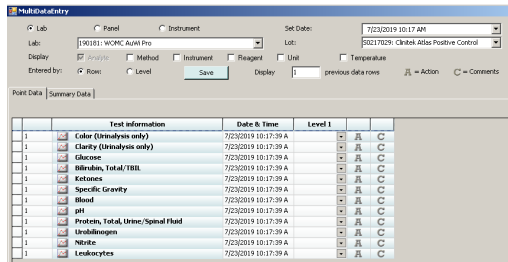 MultiDataEntry
Lab Panel Instrument Set Date: 7/23/2019 10:17 AM
Lab: 190181: WOMC AuWi Pro Lot: S0217029: Clinitek Atlas Positive Control
Display Analyte Method Instrument Reagent Unit Temperature
Entered by: Row: Level Save Display 1 previous data rows A = Action C = Comments
Point Data Summary Data
Test information Date & Time Level 1
1 Color (Urinalysis only) 7/23/2019 10:17:39 A A C
1 Clarity (Urinalysis only) 7/23/2019 10:17:39 A A C
1 Glucose 7/23/2019 10:17:39 A A C
1 Bilirubin, Total/TBIL 7/23/2019 10:17:39 A A C
1 Ketones 7/23/2019 10:17:39 A A C
1 Specific Gravity 7/23/2019 10:17:39 A A C
1 Blood 7/23/2019 10:17:39 A A C
1 pH 7/23/2019 10:17:39 A A C
1 Protein, Total, Urine/Spinal Fluid 7/23/2019 10:17:39 A A C
1 Urobilinogen 7/23/2019 10:17:39 A A C
1 Nitrite 7/23/2019 10:17:39 A A C
1 Leukocytes 7/23/2019 10:17:39 A A C